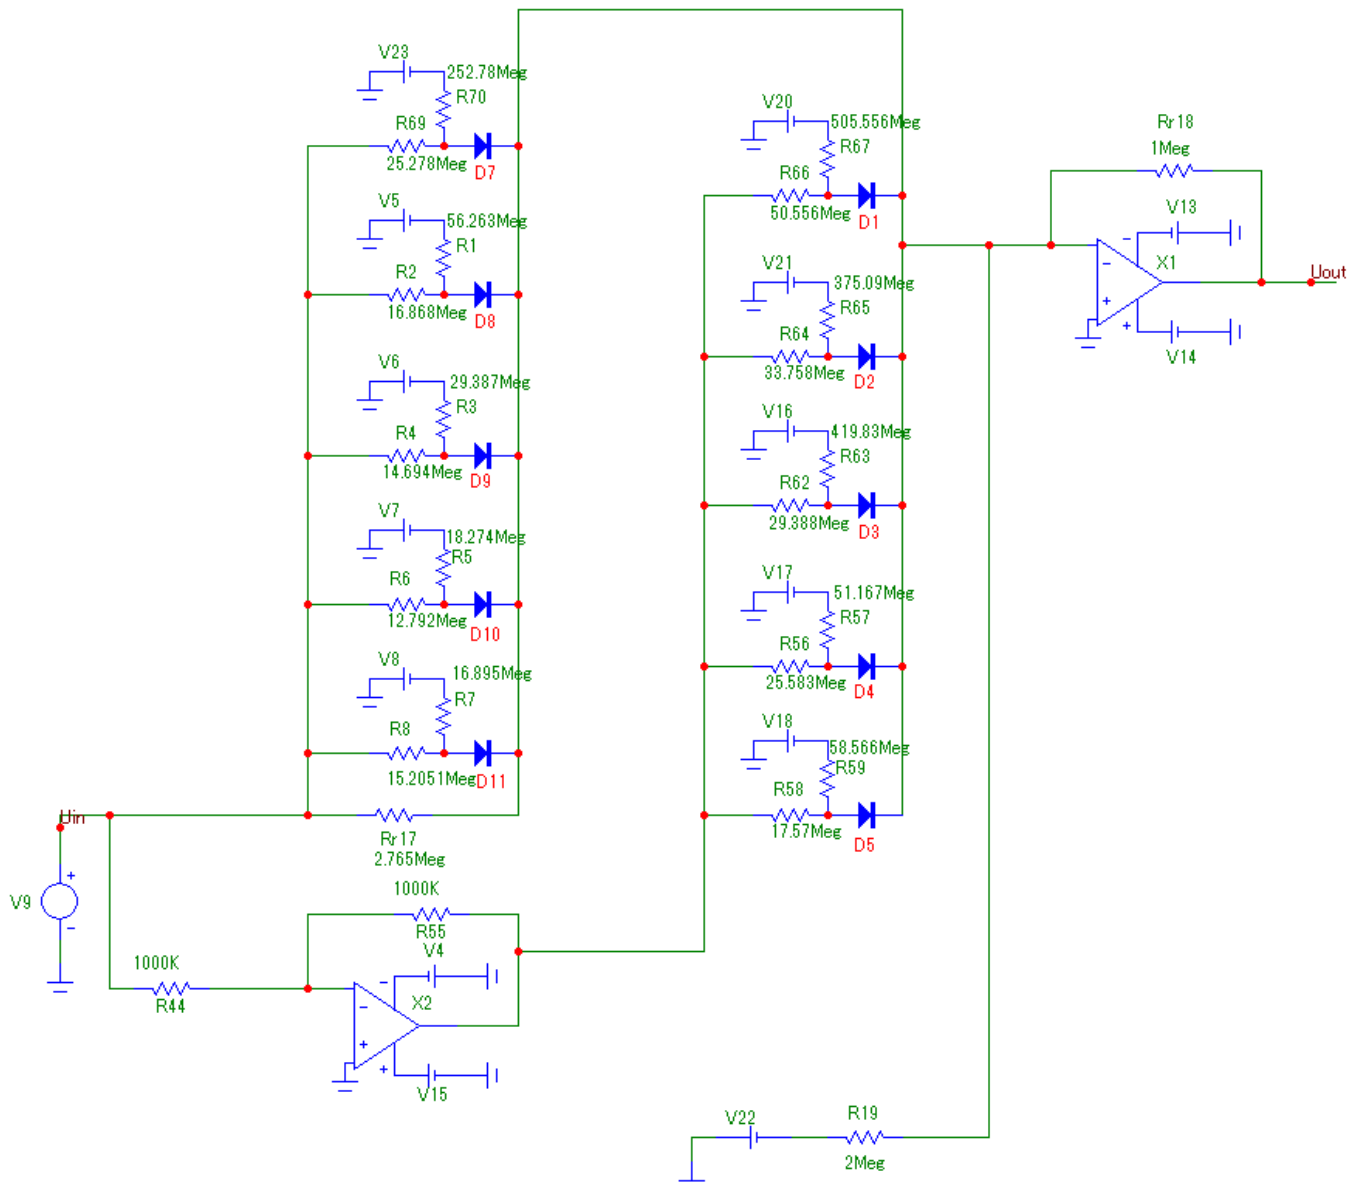 V23
252.78Meg
R70
R69
25.278Meg
D7
V5
56.263Meg
R1
R2
16.868Meg
D8
V6
29.387Meg
R3
R4
14.694Meg
D9
V7
18.274Meg
R5
R6
12.792Meg
D10
V8
16.895Meg
R7
R8
15.2051Meg
D11
Rr17
2.765Meg
V20
505.556Meg
R67
R66
50.556Meg
D1
V21
375.09Meg
R65
R64
33.758Meg
D2
V16
419.83Meg
R63
R62
29.388Meg
D3
V17
51.167Meg
R57
R56
25.583Meg
D4
V18
58.566Meg
R59
R58
17.57Meg
D5
Rr18
1Meg
V13
−
X1
−
+
+
V14
Uout
Uin
+
V9
−
1000K
R44
1000K
R55
V4
−
X2
−
+
+
V15
V22
R19
2Meg